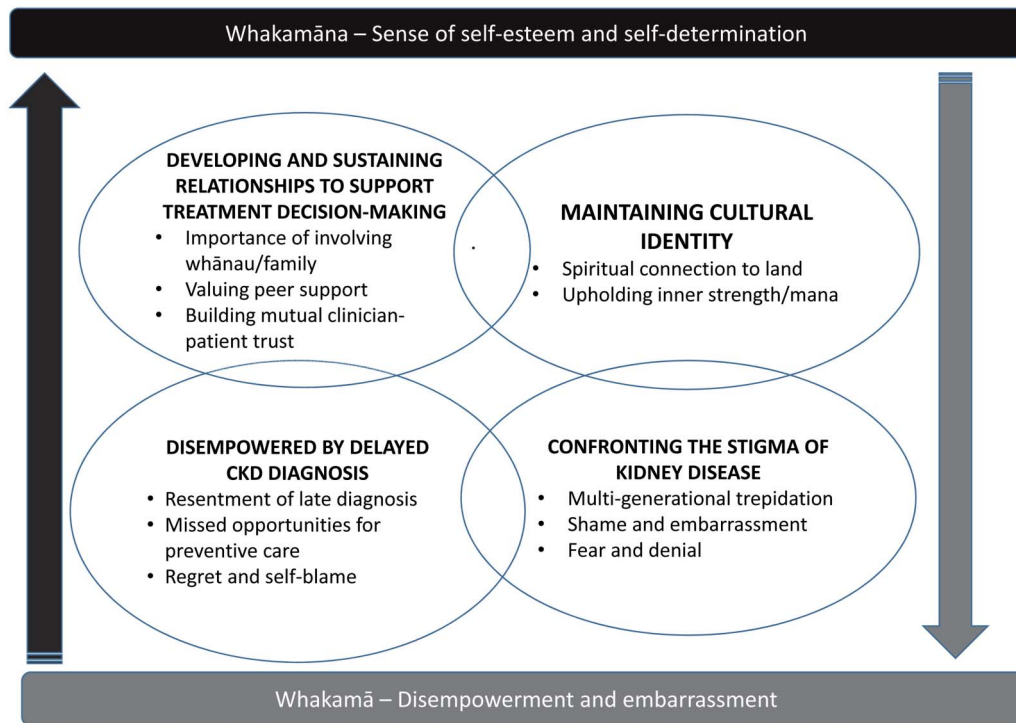 Whakamāna – Sense of self-esteem and self-determination
DEVELOPING AND SUSTAINING
RELATIONSHIPS TO SUPPORT
TREATMENT DECISION-MAKING
• Importance of involving
whānau/family
• Valuing peer support
• Building mutual clinician-
patient trust
MAINTAINING CULTURAL
IDENTITY
• Spiritual connection to land
• Upholding inner strength/mana
DISEMPOWERED BY DELAYED
CKD DIAGNOSIS
• Resentment of late diagnosis
• Missed opportunities for
preventive care
• Regret and self-blame
CONFRONTING THE STIGMA OF
KIDNEY DISEASE
• Multi-generational trepidation
• Shame and embarrassment
• Fear and denial
Whakamā – Disempowerment and embarrassment